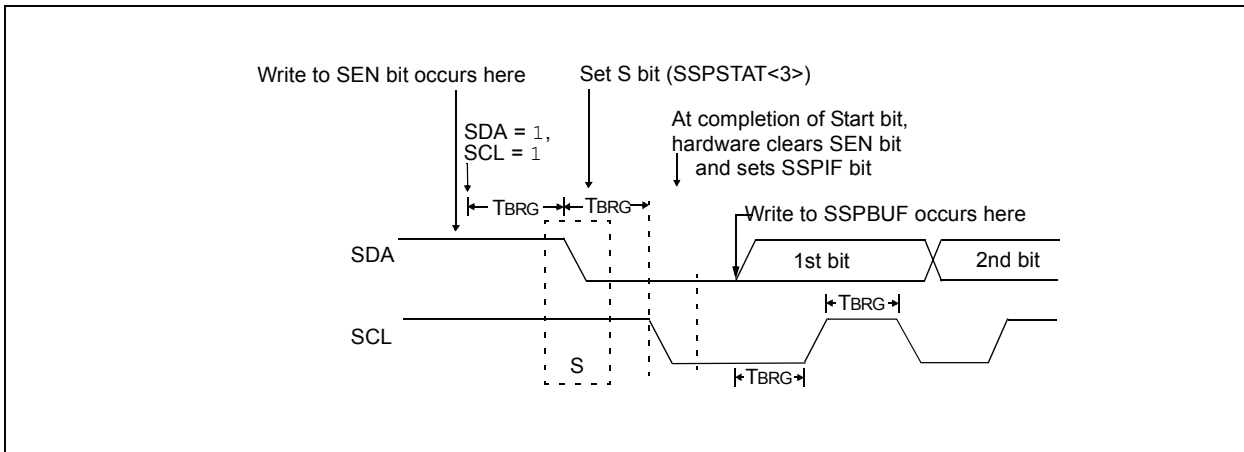 Write to SEN bit occurs here
Set S bit (SSPSTAT<3>)
SDA = 1,
SCL = 1
At completion of Start bit,
hardware clears SEN bit
and sets SSPIF bit
TBRG
TBRG
Write to SSPBUF occurs here
SDA
1st bit
2nd bit
TBRG
SCL
S
TBRG